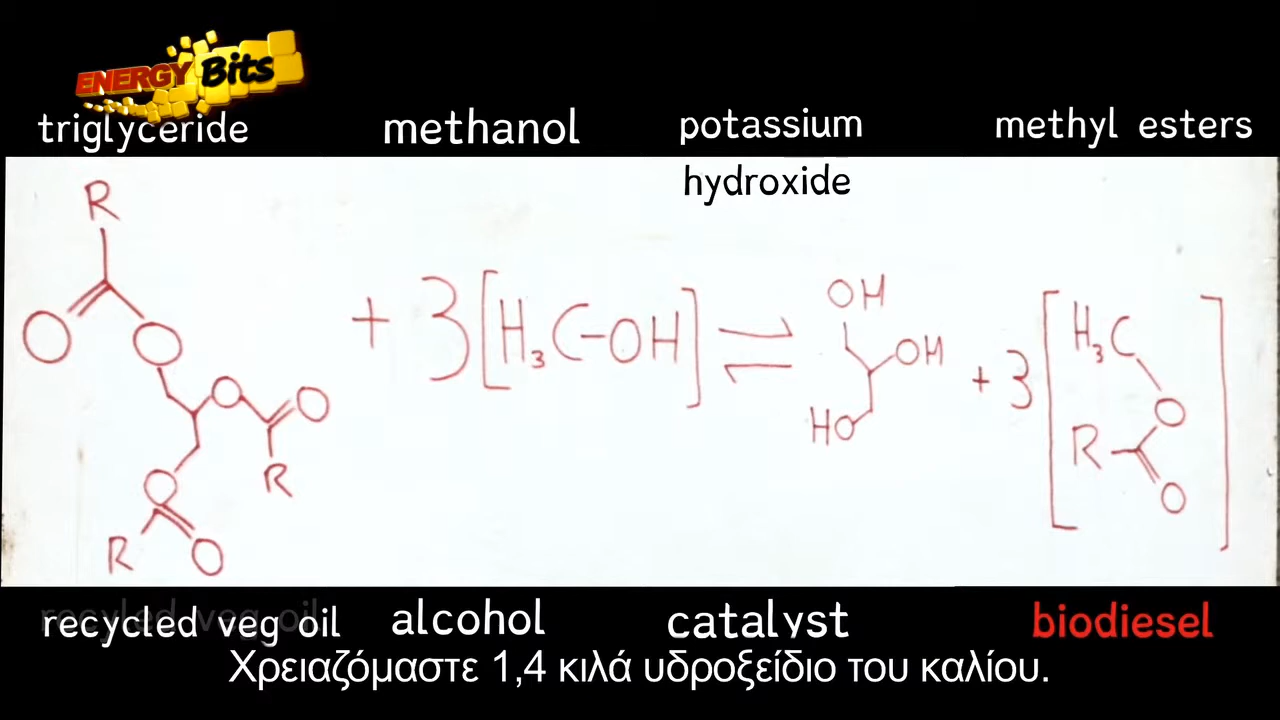 ENERGY Bits
triglyceride methanol potassium methyl esters
hydroxide
R
O O O O R O R O
+ 3 [H₃C-OH] ⇌
OH OH HO
+ 3 [H₃C O R O]
recycled veg oil alcohol catalyst biodiesel
Χρειαζόμαστε 1,4 κιλά υδροξείδιο του καλίου.